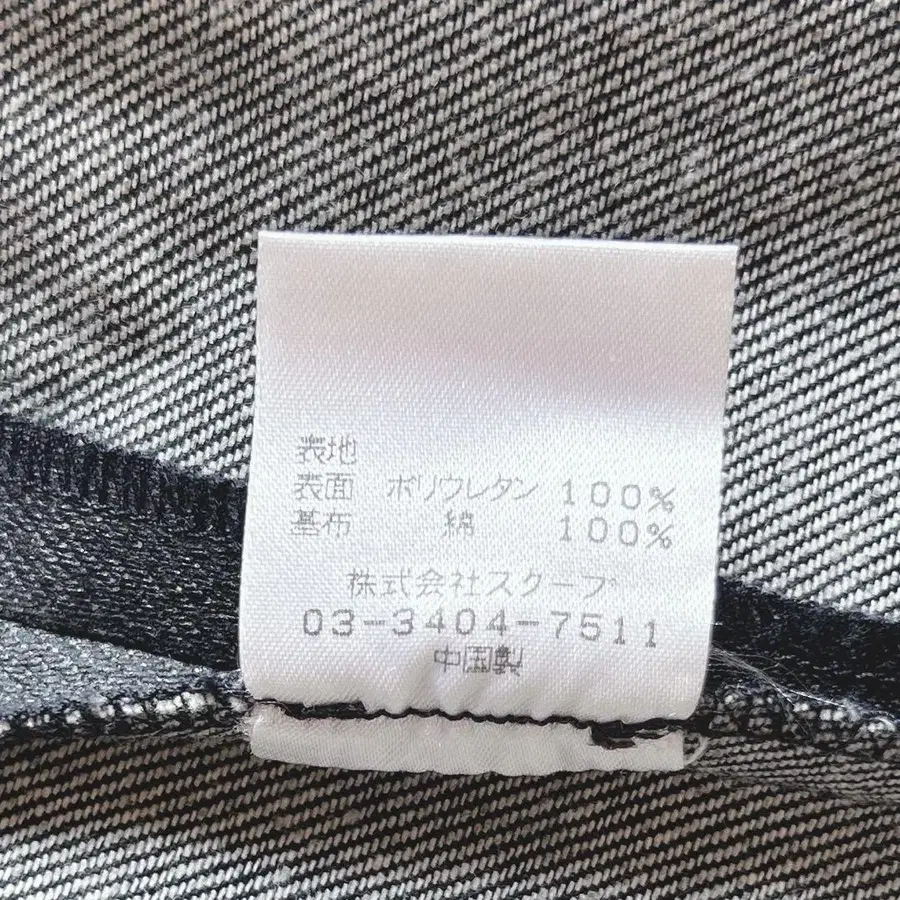 表地
表面 ポリウレタン 100%
基布 綿 100%
株式会社スクープ
03-3404-7511
中国製